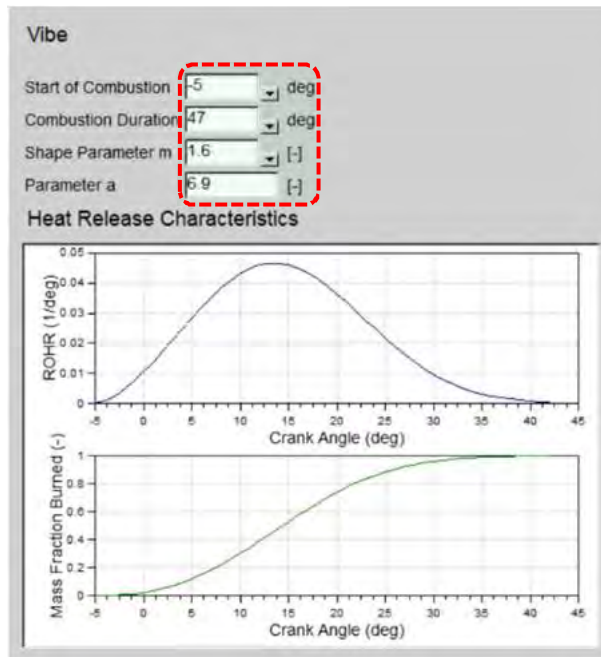 Vibe
Start of Combustion -5 deg
Combustion Duration 47 deg
Shape Parameter m 1.6 [-]
Parameter a 6.9 [-]
Heat Release Characteristics
ROHR (1/deg)
0.05
0.04
0.03
0.02
0.01
0
-5 0 5 10 15 20 25 30 35 40 45
Crank Angle (deg)
Mass Fraction Burned (-)
1
0.8
0.6
0.4
0.2
0
-5 0 5 10 15 20 25 30 35 40 45
Crank Angle (deg)